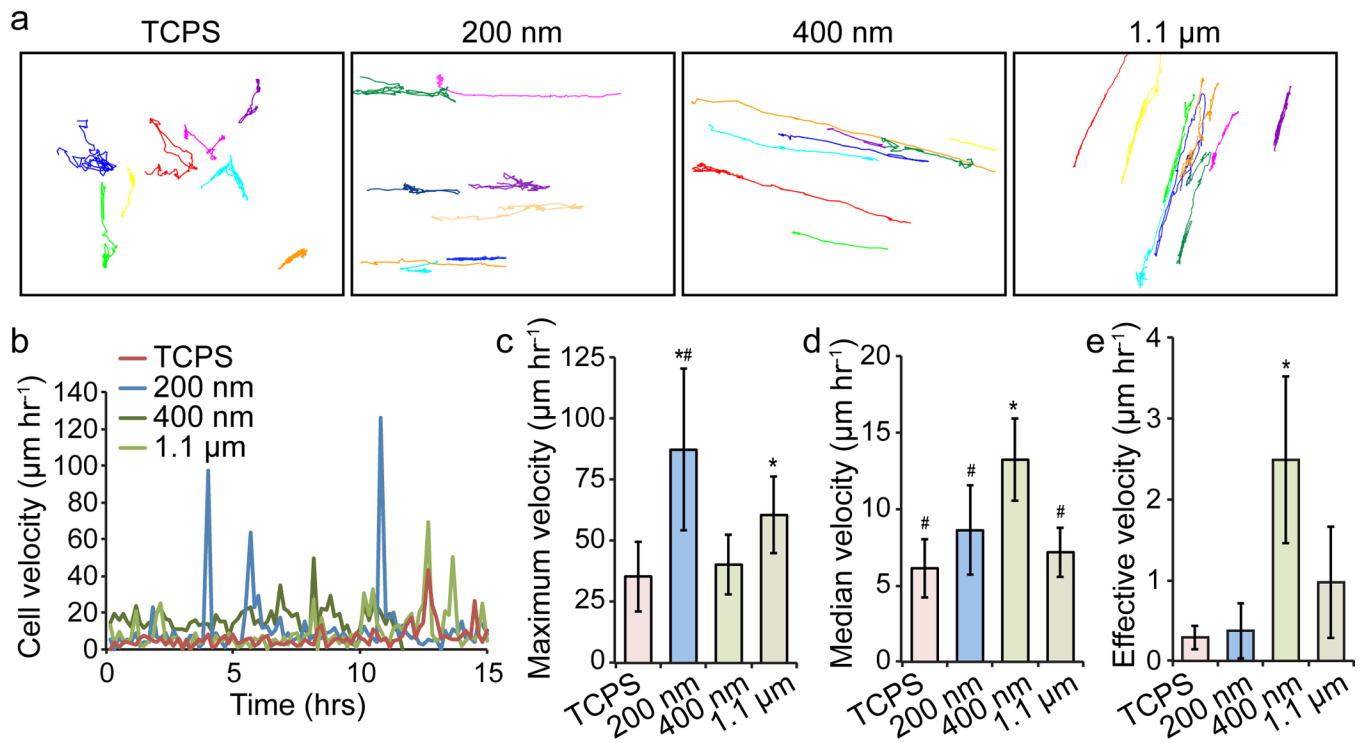 a
TCPS 200 nm 400 nm 1.1 µm
b
TCPS
200 nm
400 nm
1.1 µm
Cell velocity (µm hr⁻¹)
140
120
100
80
60
40
20
0
0 5 10 15
Time (hrs)
c
Maximum velocity (µm hr⁻¹)
125
100
75
50
25
0
*#
*
TCPS 200 nm 400 nm 1.1 µm
d
Median velocity (µm hr⁻¹)
20
15
10
5
0
#
#
*
#
TCPS 200 nm 400 nm 1.1 µm
e
Effective velocity (µm hr⁻¹)
4
3
2
1
0
*
TCPS 200 nm 400 nm 1.1 µm